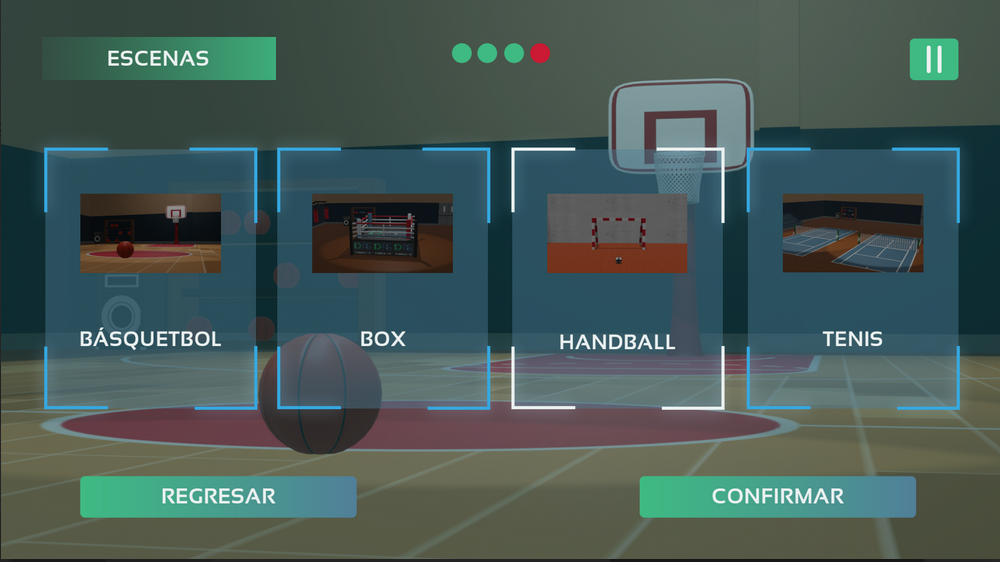 ESCENAS
BÁSQUETBOL
BOX
HANDBALL
TENIS
REGRESAR
CONFIRMAR